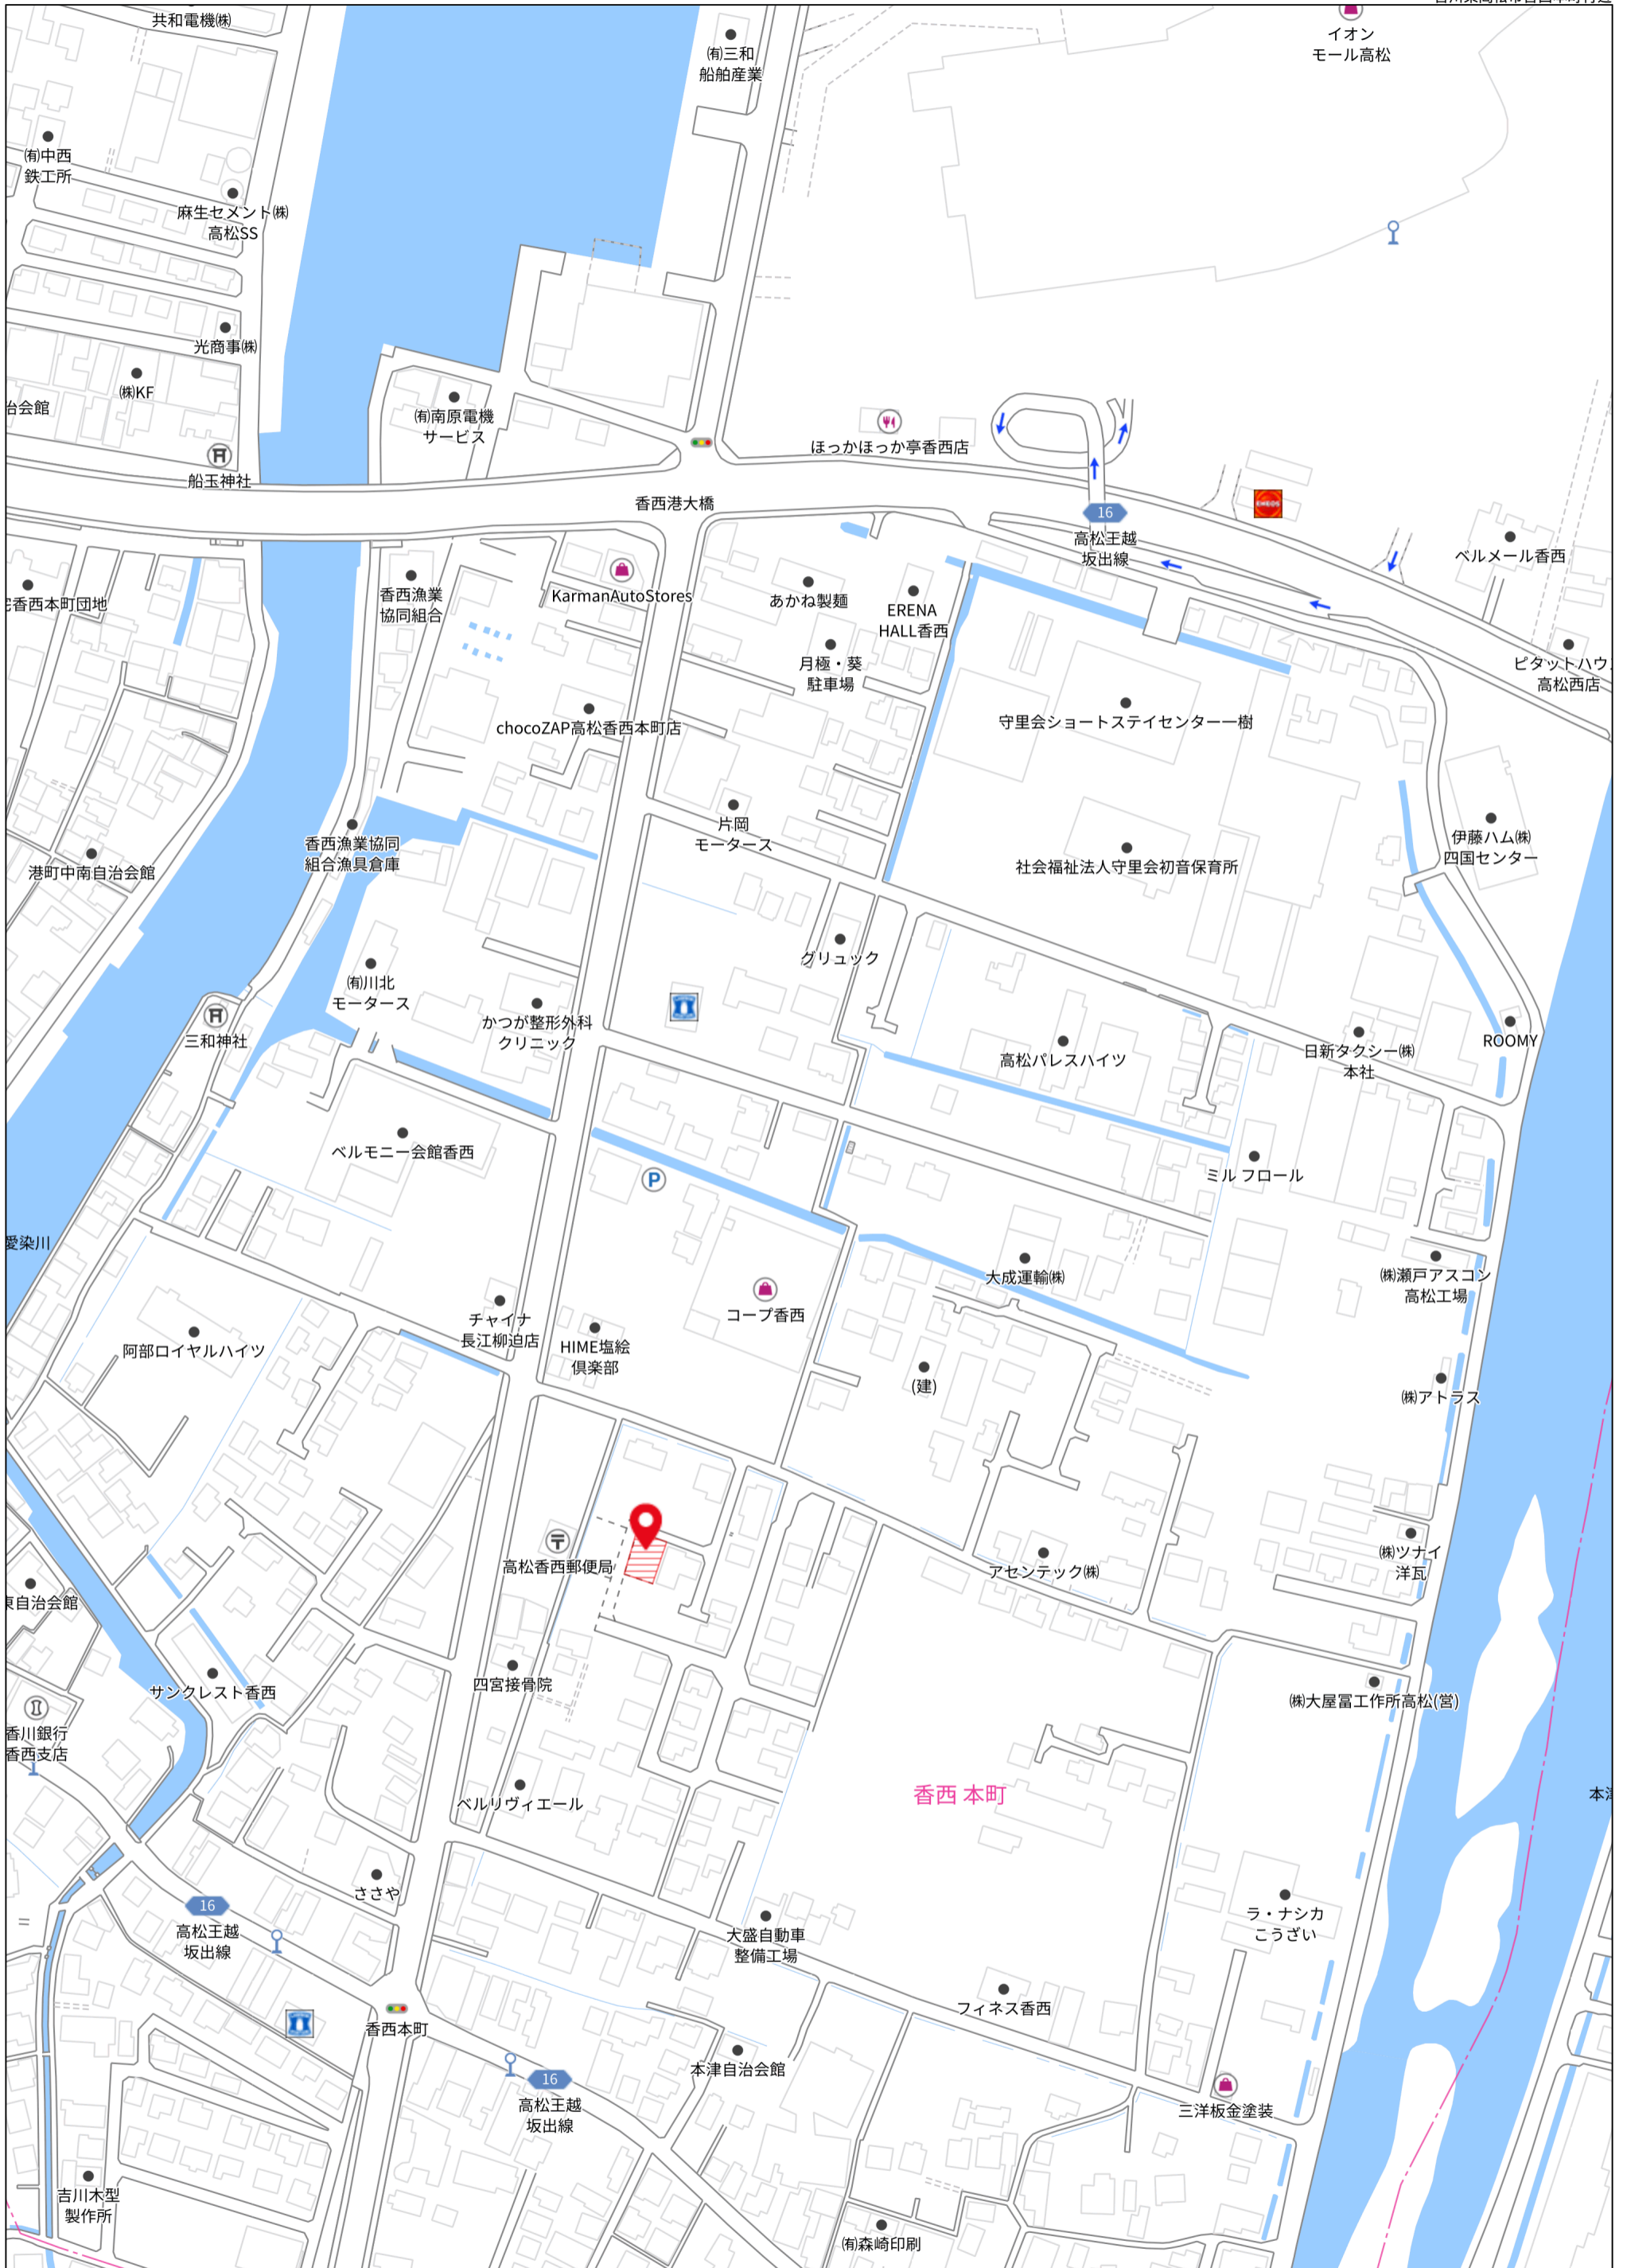 共和電機㈱
㈲三和
船舶産業
イオン
モール高松
㈲中西
鉄工所
麻生セメント㈱
高松SS
光商事㈱
㈱KF
治会館
㈲南原電機
サービス
ほっかほっか亭香西店
船玉神社
香西港大橋
ENEOS
16
高松王越
坂出線
ベルメール香西
香西漁業
協同組合
KarmanAutoStores
あかね製麺
ERENA
HALL香西
宅香西本町団地
月極・葵
駐車場
ピタットハウス
高松西店
chocoZAP高松香西本町店
守里会ショートステイセンター一樹
片岡
モータース
香西漁業協同
組合漁具倉庫
港町中南自治会館
社会福祉法人守里会初音保育所
伊藤ハム㈱
四国センター
グリュック
㈲川北
モータース
かつが整形外科
クリニック
三和神社
高松パレスハイツ
日新タクシー㈱
本社
ROOMY
ベルモニー会館香西
P
ミル フロール
愛染川
大成運輸㈱
㈱瀬戸アスコン
高松工場
コープ香西
チャイナ
長江柳迫店
HIME塩絵
倶楽部
阿部ロイヤルハイツ
(建)
㈱アトラス
高松香西郵便局
アセンテック㈱
㈱ツナイ
洋瓦
東自治会館
四宮接骨院
サンクレスト香西
㈱大屋冨工作所高松(営)
香川銀行
香西支店
ベルリヴィエール
香西 本町
本津
ささや
16
高松王越
坂出線
大盛自動車
整備工場
ラ・ナシカ
こうざい
フィネス香西
香西本町
本津自治会館
16
高松王越
坂出線
三洋板金塗装
吉川木型
製作所
㈲森崎印刷